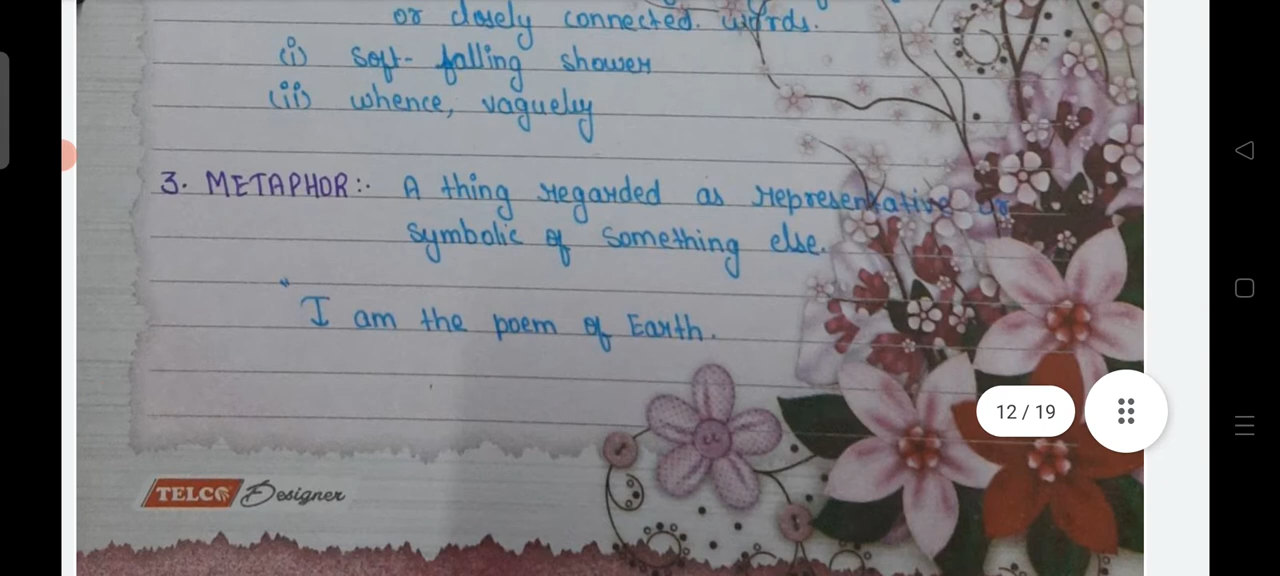 or closely connected words.
(i) soft- falling shower
(ii) whence, vaguely
3. METAPHOR:- A thing regarded as representative or
symbolic of something else.
" I am the poem of Earth.
12 / 19
TELCO Designer